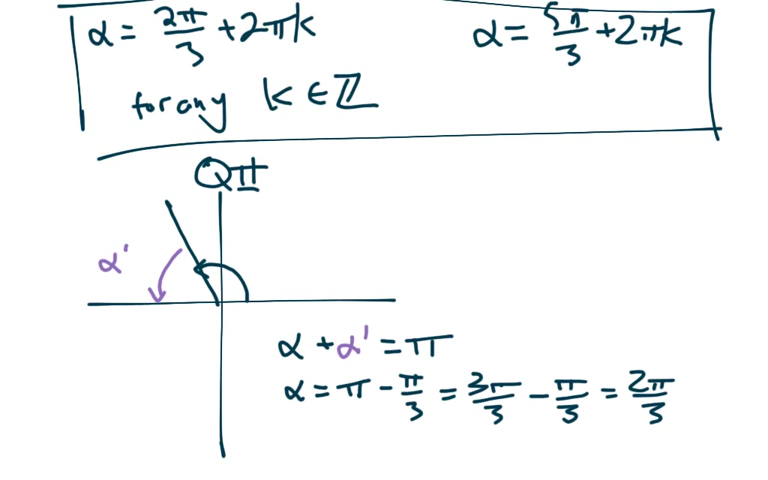 α = 2π/3 + 2πk α = 5π/3 + 2πk
for any k ∈ ℤ
QII
α'
α + α' = π
α = π - π/3 = 3π/3 - π/3 = 2π/3